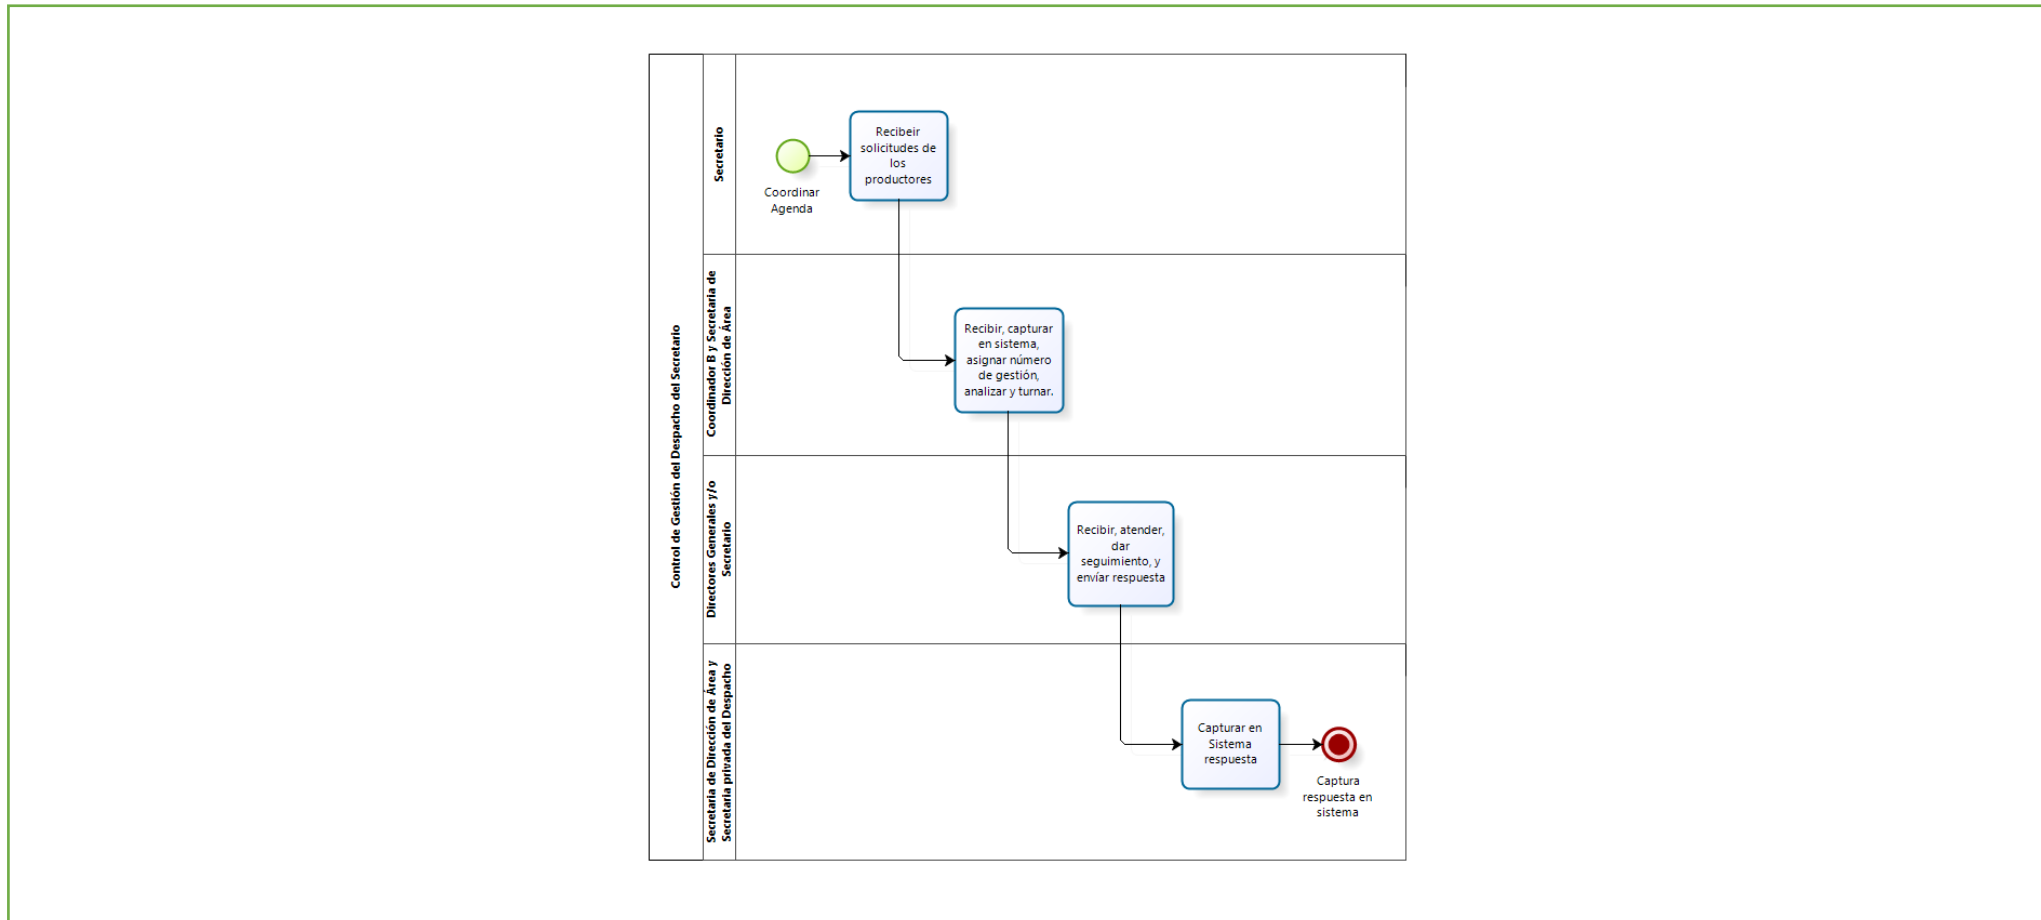 Control de Gestión del Despacho del Secretario
Secretario
Coordinar
Agenda
Recibeir
solicitudes de
los
productores
Coordinador B y Secretaria de
Dirección de Área
Recibir, capturar
en sistema,
asignar número
de gestión,
analizar y turnar.
Directores Generales y/o
Secretario
Recibir, atender,
dar
seguimiento, y
envíar respuesta
Secretaria de Dirección de Área y
Secretaria privada del Despacho
Capturar en
Sistema
respuesta
Captura
respuesta en
sistema